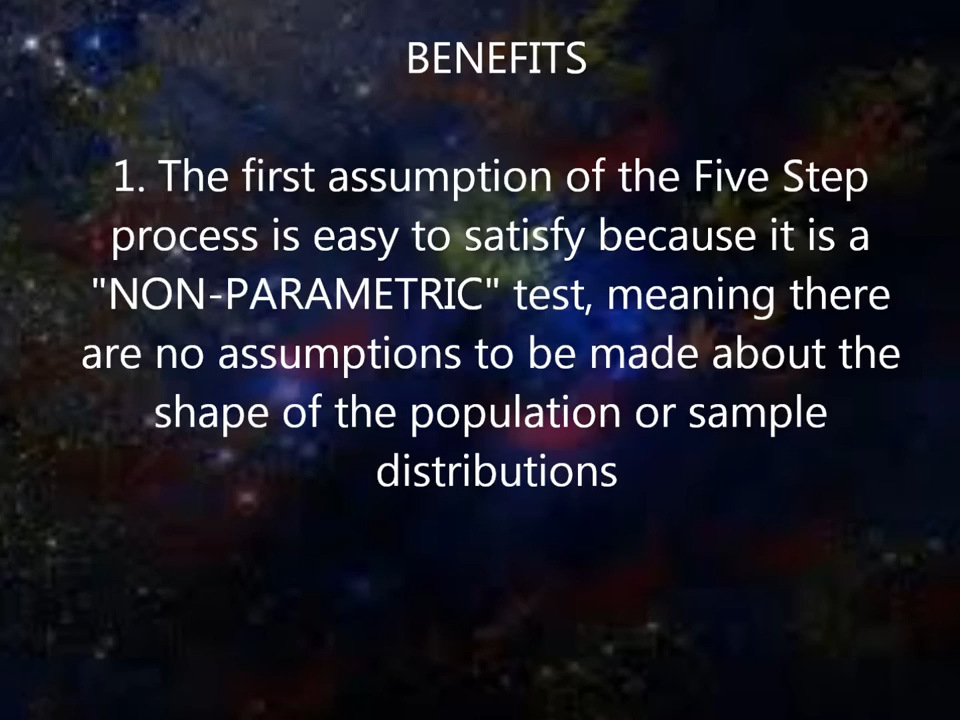 BENEFITS
1. The first assumption of the Five Step
process is easy to satisfy because it is a
"NON-PARAMETRIC" test, meaning there
are no assumptions to be made about the
shape of the population or sample
distributions